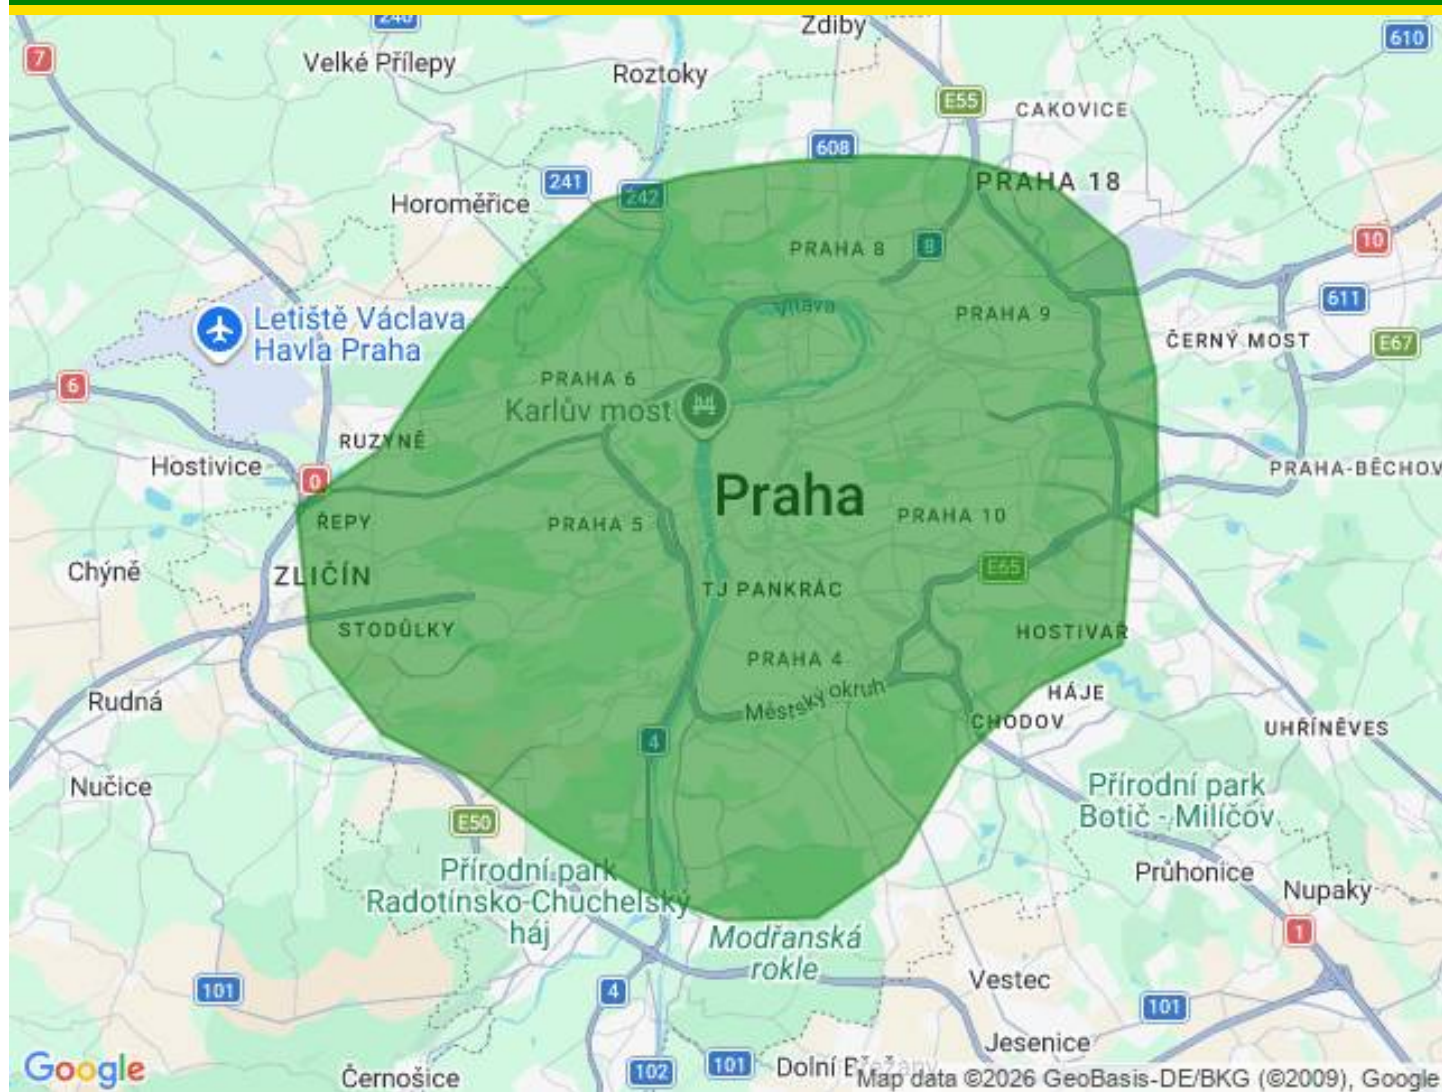 240
Zdiby
7
Velké Přílepy
Roztoky
610
E55
CAKOVICE
608
241
242
PRAHA 18
Horoměřice
PRAHA 8
8
10
611
Vltava
PRAHA 9
Letiště Václava
Havla Praha
ČERNÝ MOST
E67
6
PRAHA 6
Karlův most
RUZYNĚ
Hostivice
0
PRAHA-BĚCHOV
Praha
ŘEPY
PRAHA 5
PRAHA 10
Chýně
ZLIČÍN
E65
TJ PANKRÁC
STODŮLKY
HOSTIVAŘ
PRAHA 4
Rudná
Městský okruh
HÁJE
CHODOV
UHŘÍNĚVES
4
Nučice
Přírodní park
Botič - Milíčov
E50
Přírodní park
Radotínsko-Chuchelský
háj
Průhonice
Nupaky
1
Modřanská
rokle
Vestec
101
4
101
Jesenice
Google
Černošice
102
101
Dolní Břežany
Map data ©2026 GeoBasis-DE/BKG (©2009), Google